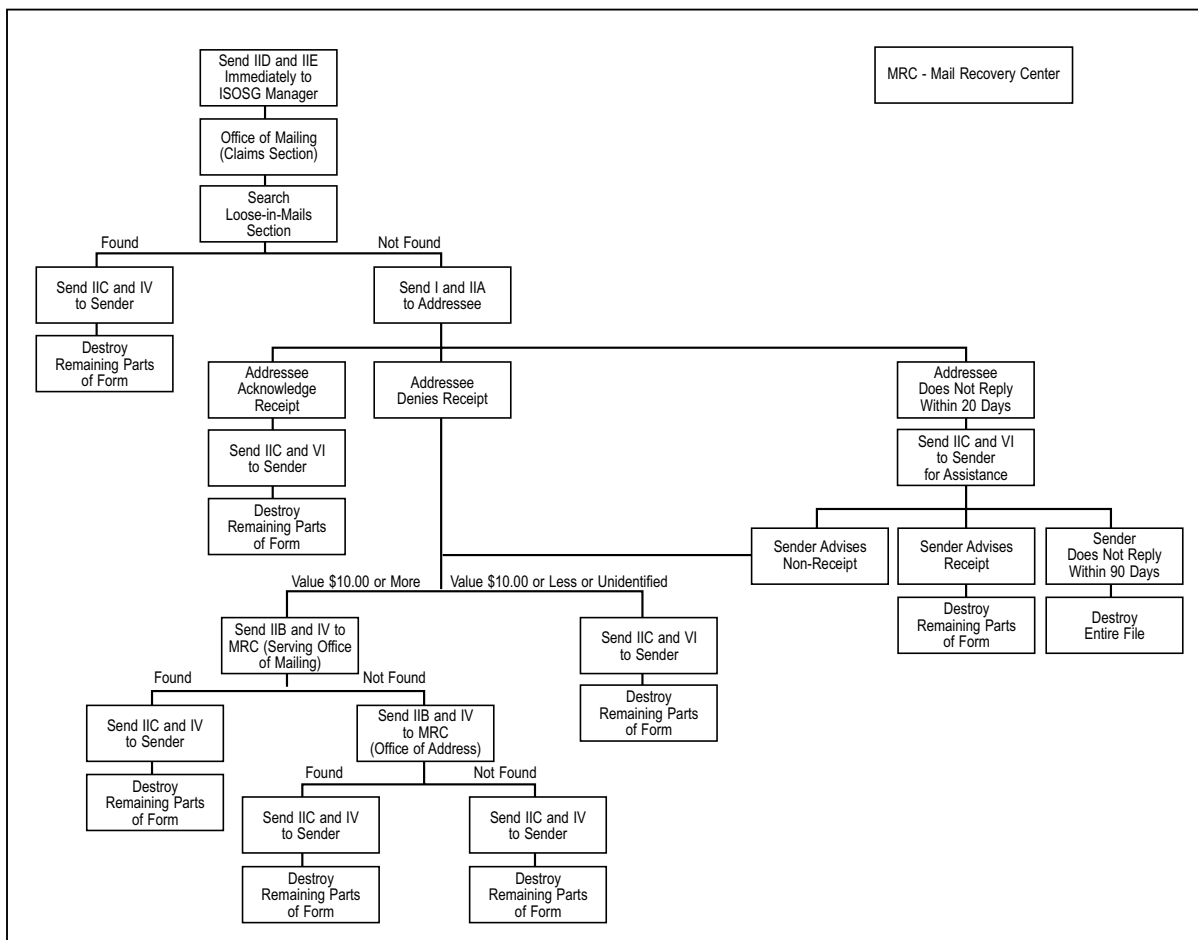 Send IID and IIE
Immediately to
ISOSG Manager
MRC - Mail Recovery Center
Office of Mailing
(Claims Section)
Search
Loose-in-Mails
Section
Found
Not Found
Send IIC and IV
to Sender
Send I and IIA
to Addressee
Destroy
Remaining Parts
of Form
Addressee
Acknowledge
Receipt
Addressee
Denies Receipt
Addressee
Does Not Reply
Within 20 Days
Send IIC and VI
to Sender
Send IIC and VI
to Sender
for Assistance
Destroy
Remaining Parts
of Form
Sender Advises
Non-Receipt
Sender Advises
Receipt
Sender
Does Not Reply
Within 90 Days
Value $10.00 or More
Value $10.00 or Less or Unidentified
Destroy
Remaining Parts
of Form
Destroy
Entire File
Send IIB and IV to
MRC (Serving Office
of Mailing)
Send IIC and VI
to Sender
Found
Not Found
Destroy
Remaining Parts
of Form
Send IIC and IV
to Sender
Send IIB and IV
to MRC
(Office of Address)
Destroy
Remaining Parts
of Form
Found
Not Found
Send IIC and IV
to Sender
Send IIC and IV
to Sender
Destroy
Remaining Parts
of Form
Destroy
Remaining Parts
of Form